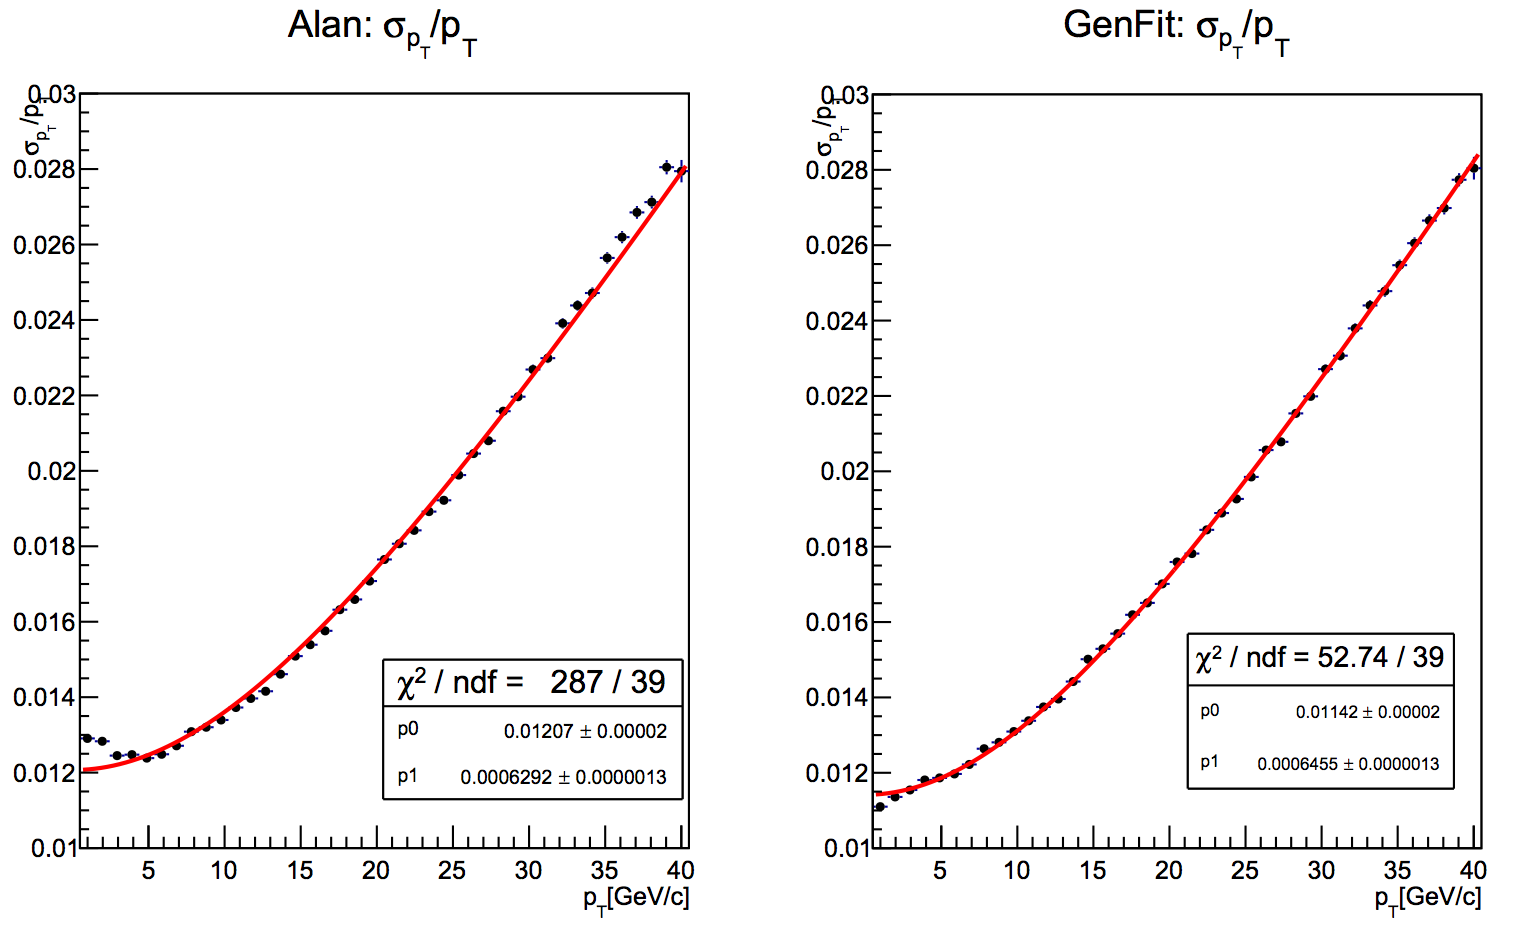 Alan: σpT/pT
σpT/pT
0.03
0.028
0.026
0.024
0.022
0.02
0.018
0.016
0.014
0.012
0.01
χ² / ndf = 287 / 39
p0 0.01207 ± 0.00002
p1 0.0006292 ± 0.0000013
5 10 15 20 25 30 35 40
pT[GeV/c]
GenFit: σpT/pT
σpT/pT
0.03
0.028
0.026
0.024
0.022
0.02
0.018
0.016
0.014
0.012
0.01
χ² / ndf = 52.74 / 39
p0 0.01142 ± 0.00002
p1 0.0006455 ± 0.0000013
5 10 15 20 25 30 35 40
pT[GeV/c]